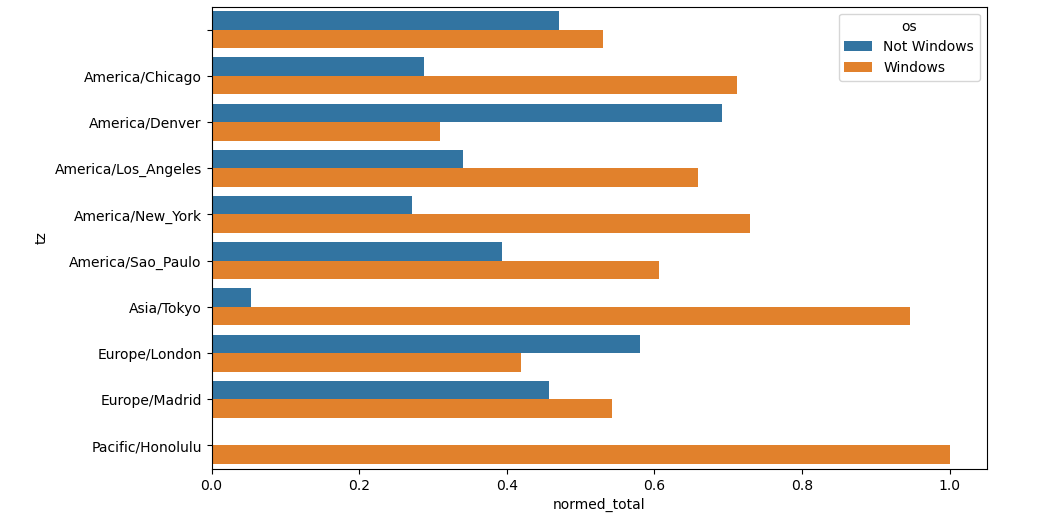 os
Not Windows
Windows
America/Chicago
America/Denver
America/Los_Angeles
America/New_York
tz
America/Sao_Paulo
Asia/Tokyo
Europe/London
Europe/Madrid
Pacific/Honolulu
0.0 0.2 0.4 0.6 0.8 1.0
normed_total